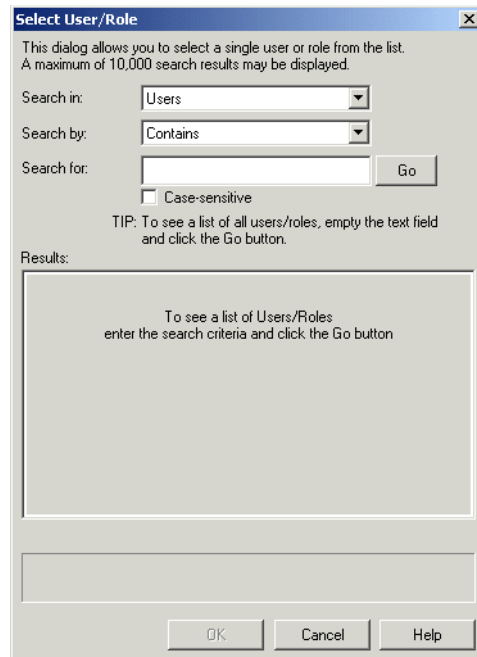 Select User/Role
This dialog allows you to select a single user or role from the list.
A maximum of 10,000 search results may be displayed.
Search in:
Users
Search by:
Contains
Search for:
Go
Case-sensitive
TIP: To see a list of all users/roles, empty the text field
and click the Go button.
Results:
To see a list of Users/Roles
enter the search criteria and click the Go button
OK
Cancel
Help